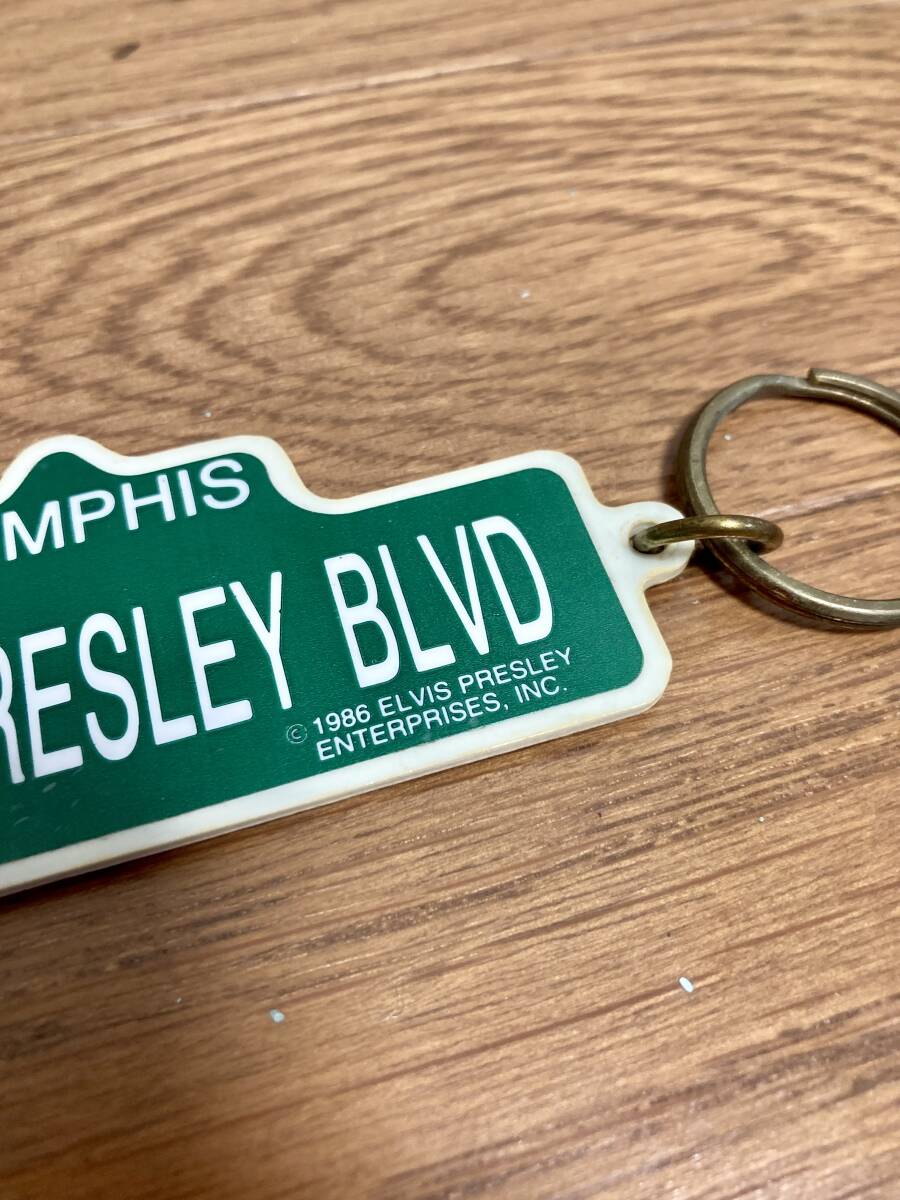 MPHIS
RESLEY BLVD
© 1986 ELVIS PRESLEY
ENTERPRISES, INC.